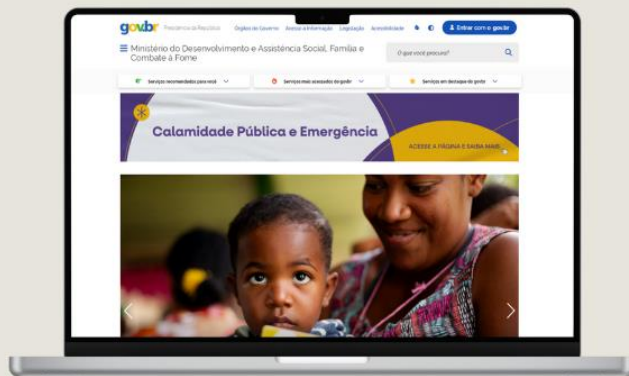 gov.br Presidência da República Órgãos do Governo Acesso à Informação Legislação Acessibilidade Entrar com o gov.br
Ministério do Desenvolvimento e Assistência Social, Família e
Combate à Fome
O que você procura?
Serviços recomendados para você Serviços mais acessados do gov.br Serviços em destaque do gov.br
Calamidade Pública e Emergência
ACESSE A PÁGINA E SAIBA MAIS